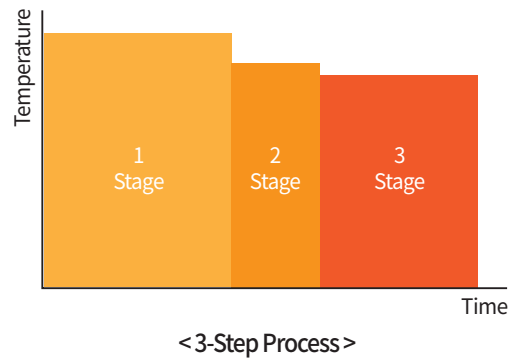 Temperature
1
Stage
2
Stage
3
Stage
Time
< 3-Step Process >